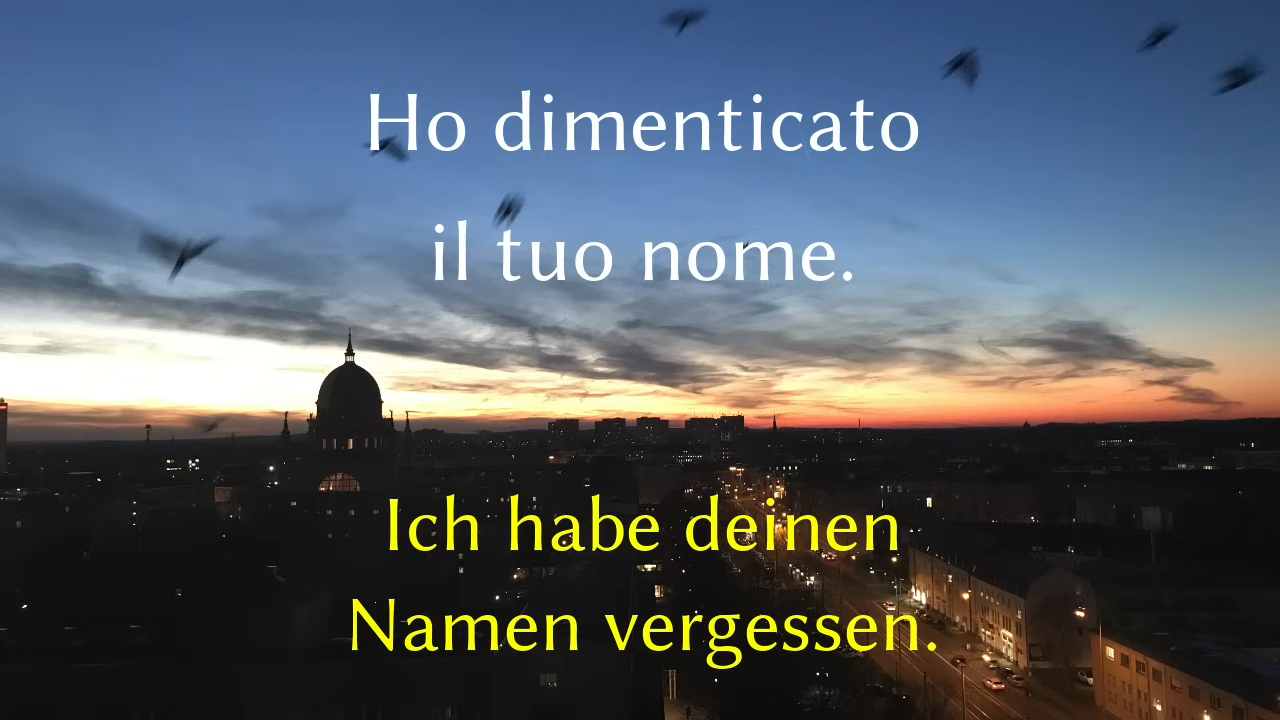 Ho dimenticato
il tuo nome.
Ich habe deinen
Namen vergessen.